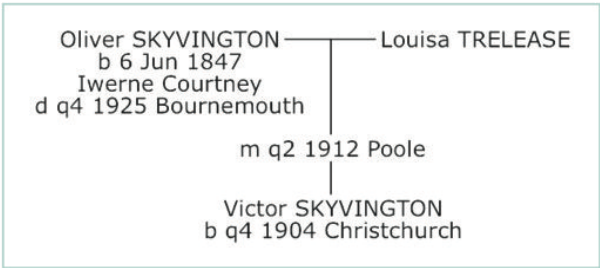 Oliver SKYVINGTON Louisa TRELEASE
b 6 Jun 1847
Iwerne Courtney
d q4 1925 Bournemouth
m q2 1912 Poole
Victor SKYVINGTON
b q4 1904 Christchurch